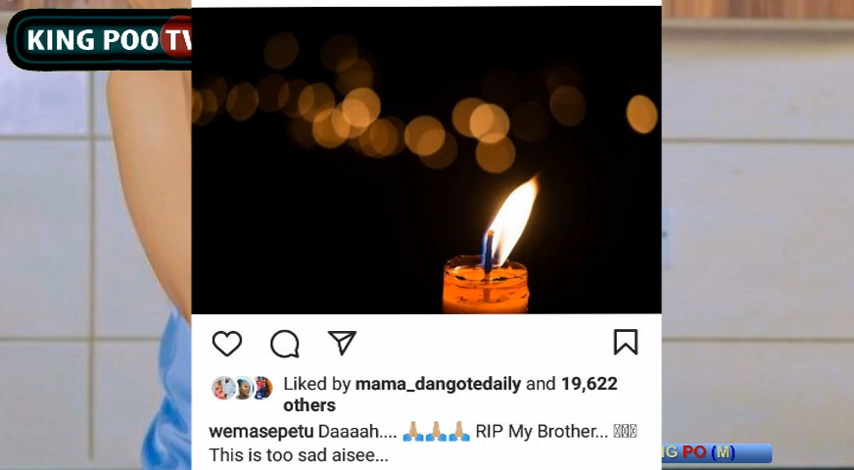 KING POO TV
Liked by mama_dangotedaily and 19,622
others
wemasepetu Daaaah.... 🙏🙏🙏 RIP My Brother...
This is too sad aisee...
NG PO (M)